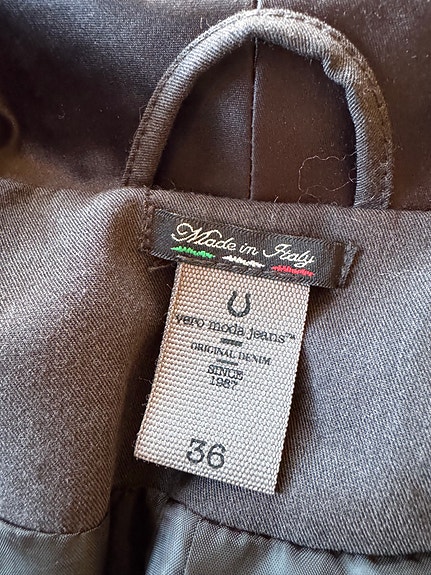 Made in Italy
vero moda jeans™
ORIGINAL DENIM
SINCE
1987
36